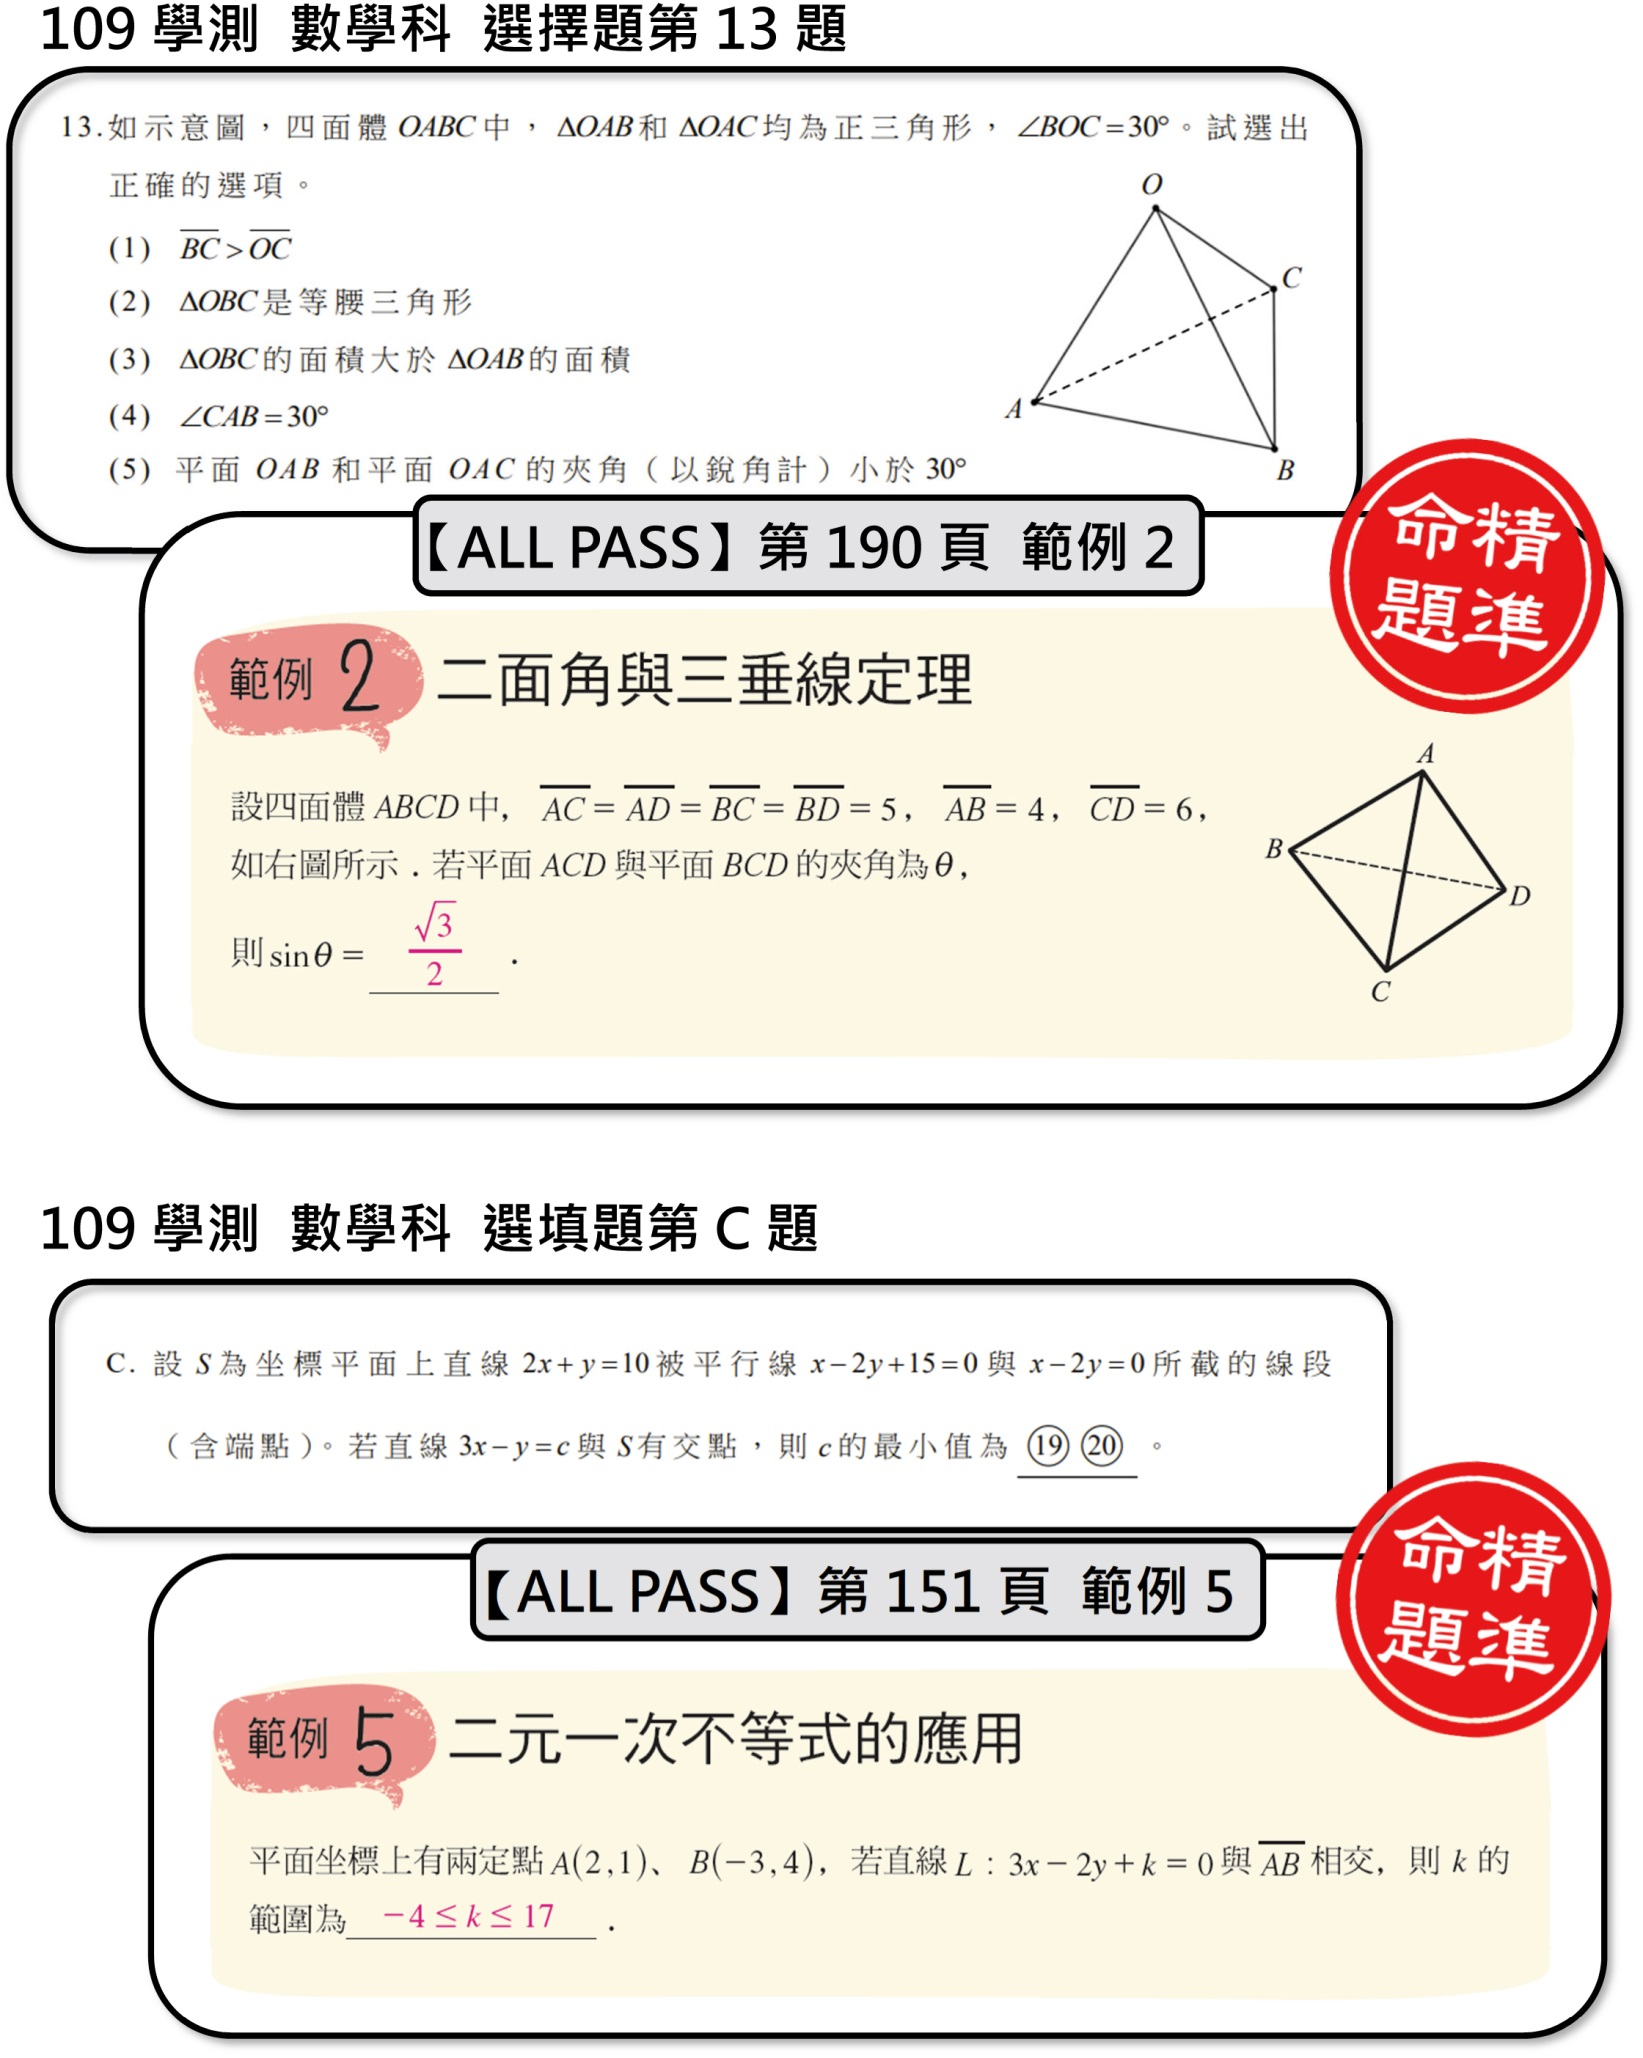 109 學測 數學科 選擇題第 13 題
13.如示意圖，四面體 OABC 中，ΔOAB 和 ΔOAC 均為正三角形，∠BOC=30°。試選出
正確的選項。
(1) BC>OC
(2) ΔOBC 是等腰三角形
(3) ΔOBC 的面積大於 ΔOAB 的面積
(4) ∠CAB=30°
(5) 平面 OAB 和平面 OAC 的夾角（以銳角計）小於 30°
O
C
A
B
【ALL PASS】第 190 頁 範例 2
命精
題準
範例 2 二面角與三垂線定理
設四面體 ABCD 中， AC = AD = BC = BD = 5， AB = 4， CD = 6，
如右圖所示．若平面 ACD 與平面 BCD 的夾角為 θ，
則 sin θ = √3/2 ．
A
B
D
C
109 學測 數學科 選填題第 C 題
C. 設 S 為坐標平面上直線 2x+y=10 被平行線 x-2y+15=0 與 x-2y=0 所截的線段
（含端點）。若直線 3x-y=c 與 S 有交點，則 c 的最小值為 ⑲⑳ 。
【ALL PASS】第 151 頁 範例 5
命精
題準
範例 5 二元一次不等式的應用
平面坐標上有兩定點 A(2,1)、 B(−3,4)，若直線 L：3x − 2y + k = 0 與 AB 相交，則 k 的
範圍為 −4 ≤ k ≤ 17 ．